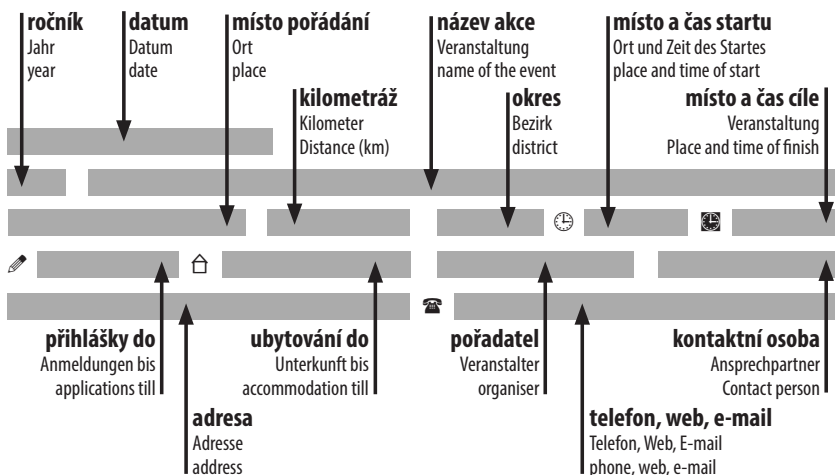 ročník
Jahr
year
datum
Datum
date
místo pořádání
Ort
place
název akce
Veranstaltung
name of the event
místo a čas startu
Ort und Zeit des Startes
place and time of start
kilometráž
Kilometer
Distance (km)
okres
Bezirk
district
místo a čas cíle
Veranstaltung
Place and time of finish
přihlášky do
Anmeldungen bis
applications till
ubytování do
Unterkunft bis
accommodation till
pořadatel
Veranstalter
organiser
kontaktní osoba
Ansprechpartner
Contact person
adresa
Adresse
address
telefon, web, e-mail
Telefon, Web, E-mail
phone, web, e-mail